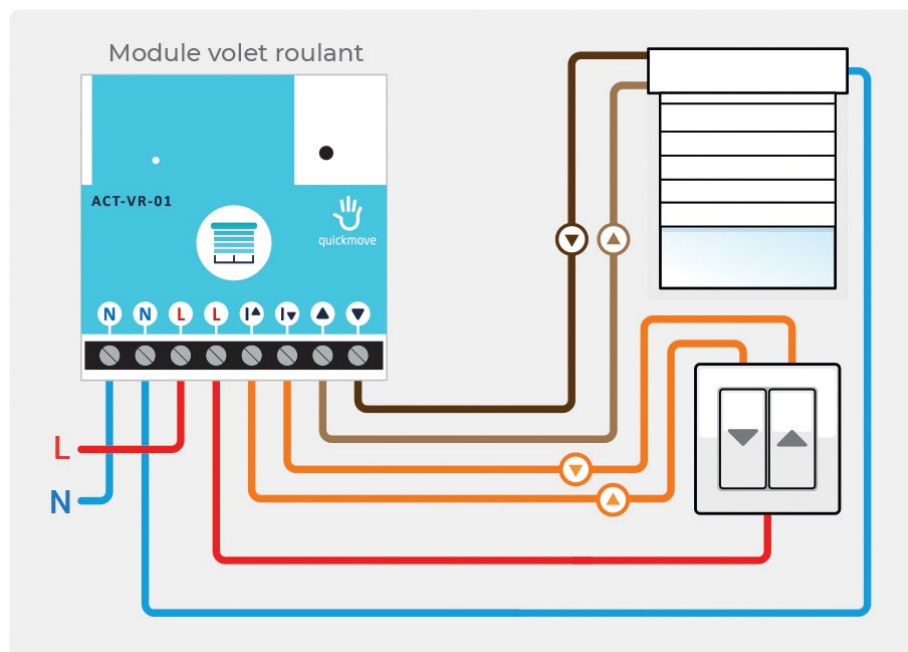 Module volet roulant
ACT-VR-01
quickmove
N N L L I▲ I▼ ▲ ▼
L
N